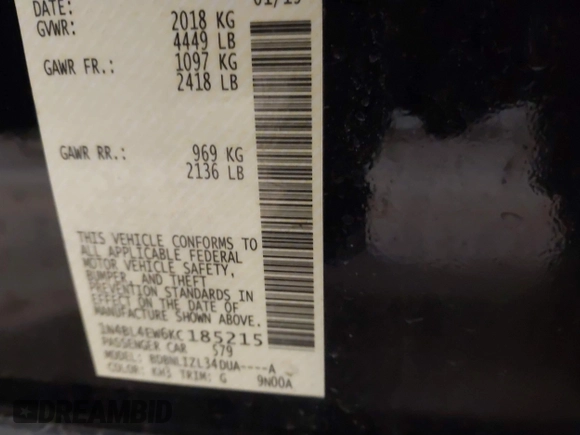 DATE: 01/19
GVWR: 2018 KG
4449 LB
GAWR FR.: 1097 KG
2418 LB
GAWR RR.: 969 KG
2136 LB
THIS VEHICLE CONFORMS TO
ALL APPLICABLE FEDERAL
MOTOR VEHICLE SAFETY,
BUMPER, AND THEFT
PREVENTION STANDARDS IN
EFFECT ON THE DATE OF
MANUFACTURE SHOWN ABOVE.
1N4BL4EW6KC185215
PASSENGER CAR 579
MODEL: BDBNLIZL34DUA----A
COLOR: KH3 TRIM: G 9N00A
DREAMBID